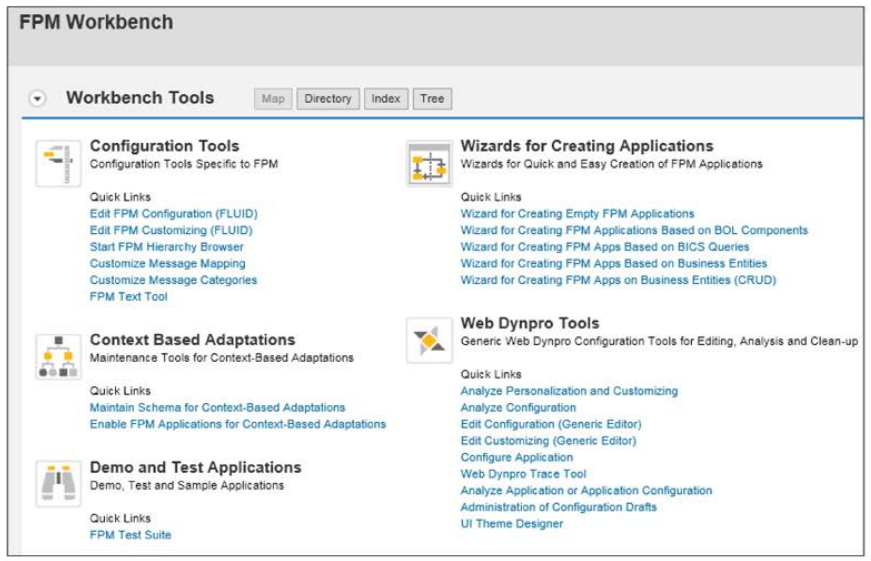 FPM Workbench
Workbench Tools
Map Directory Index Tree
Configuration Tools
Configuration Tools Specific to FPM
Quick Links
Edit FPM Configuration (FLUID)
Edit FPM Customizing (FLUID)
Start FPM Hierarchy Browser
Customize Message Mapping
Customize Message Categories
FPM Text Tool
Context Based Adaptations
Maintenance Tools for Context-Based Adaptations
Quick Links
Maintain Schema for Context-Based Adaptations
Enable FPM Applications for Context-Based Adaptations
Demo and Test Applications
Demo, Test and Sample Applications
Quick Links
FPM Test Suite
Wizards for Creating Applications
Wizards for Quick and Easy Creation of FPM Applications
Quick Links
Wizard for Creating Empty FPM Applications
Wizard for Creating FPM Applications Based on BOL Components
Wizard for Creating FPM Apps Based on BICS Queries
Wizard for Creating FPM Apps Based on Business Entities
Wizard for Creating FPM Apps on Business Entities (CRUD)
Web Dynpro Tools
Generic Web Dynpro Configuration Tools for Editing, Analysis and Clean-up
Quick Links
Analyze Personalization and Customizing
Analyze Configuration
Edit Configuration (Generic Editor)
Edit Customizing (Generic Editor)
Configure Application
Web Dynpro Trace Tool
Analyze Application or Application Configuration
Administration of Configuration Drafts
UI Theme Designer